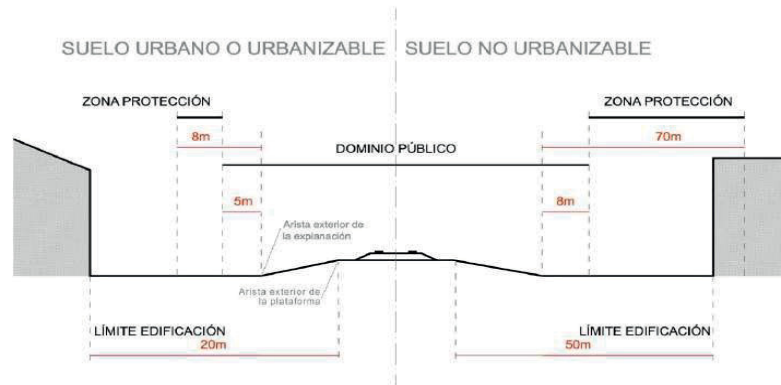 SUELO URBANO O URBANIZABLE
SUELO NO URBANIZABLE
ZONA PROTECCIÓN
ZONA PROTECCIÓN
8m
70m
DOMINIO PÚBLICO
5m
8m
Arista exterior de
la explanación
Arista exterior de
la plataforma
LÍMITE EDIFICACIÓN
20m
LÍMITE EDIFICACIÓN
50m